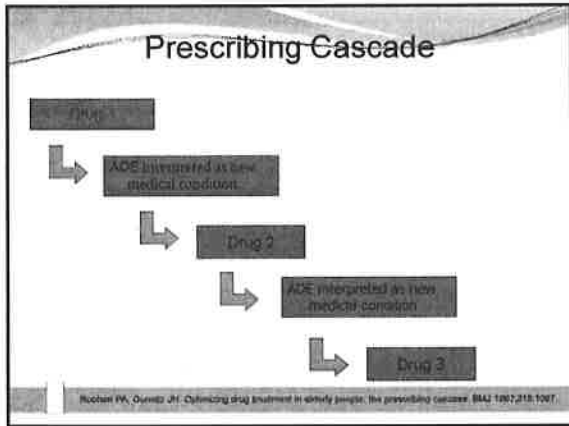 Prescribing Cascade
Drug 1
ADE interpreted as new
medical condition
Drug 2
ADE interpreted as new
medical condition
Drug 3
Rochon PA, Gurwitz JH. Optimizing drug treatment in elderly people: the prescribing cascade. BMJ 1997;315:1097.